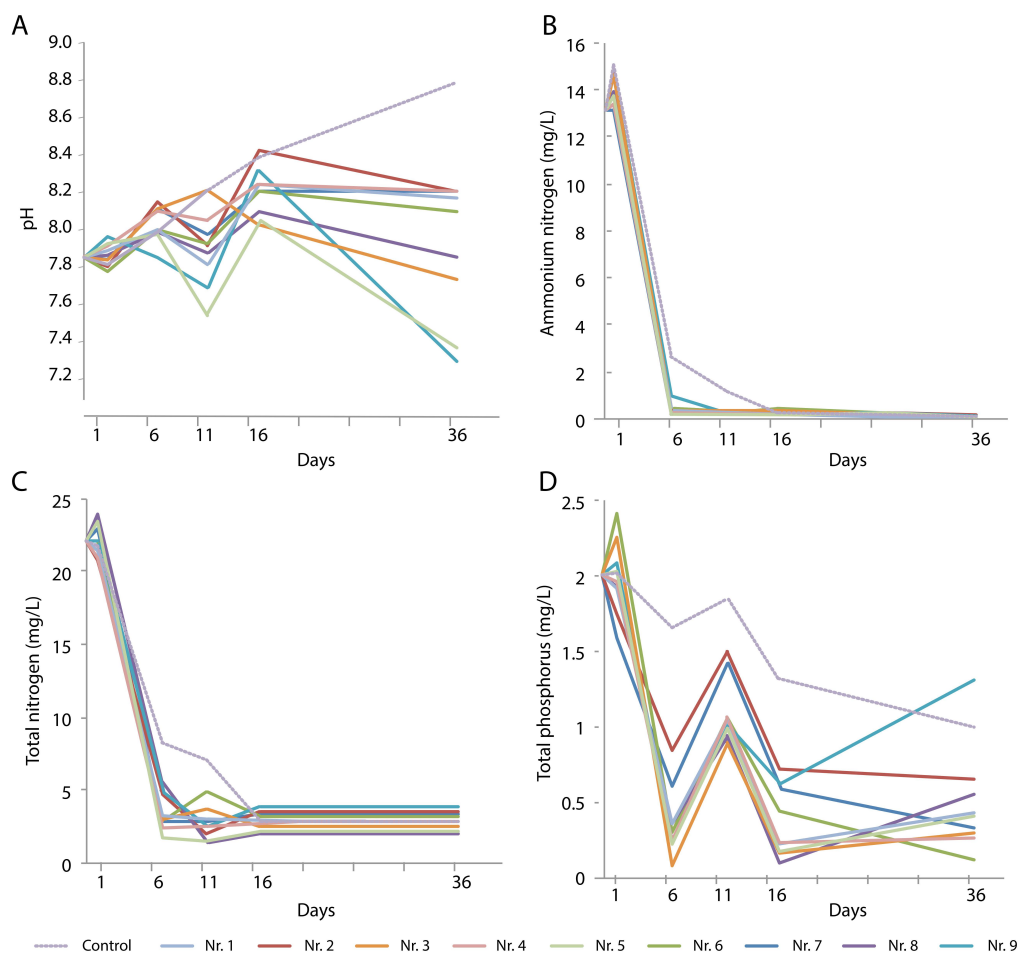 A
pH
9.0
8.8
8.6
8.4
8.2
8.0
7.8
7.6
7.4
7.2
1 6 11 16 36
Days
B
Ammonium nitrogen (mg/L)
16
14
12
10
8
6
4
2
0
1 6 11 16 36
Days
C
Total nitrogen (mg/L)
25
20
15
10
5
0
1 6 11 16 36
Days
D
Total phosphorus (mg/L)
2.5
2
1.5
1
0.5
0
1 6 11 16 36
Days
Control Nr. 1 Nr. 2 Nr. 3 Nr. 4 Nr. 5 Nr. 6 Nr. 7 Nr. 8 Nr. 9